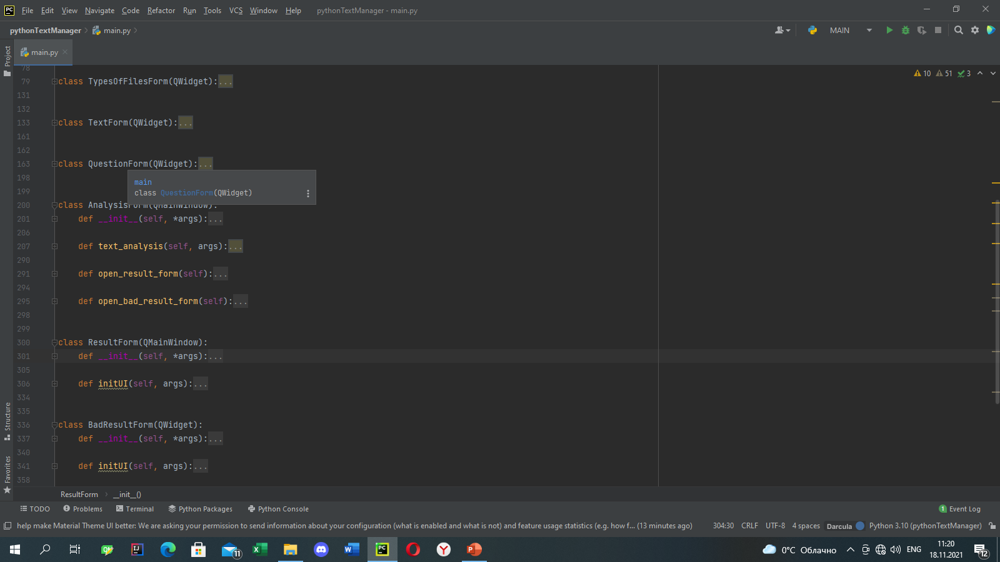 PC File Edit View Navigate Code Refactor Run Tools VCS Window Help pythonTextManager - main.py
pythonTextManager main.py MAIN
Project main.py
78
79 class TypesOfFilesForm(QWidget):... 10 51 3
131
132
133 class TextForm(QWidget):...
161
162
163 class QuestionForm(QWidget):...
198 main
199 class QuestionForm(QWidget)
200 class AnalysisForm(QMainWindow):
201 def __init__(self, *args):...
206
207 def text_analysis(self, args):...
290
291 def open_result_form(self):...
294
295 def open_bad_result_form(self):...
298
299
300 class ResultForm(QMainWindow):
301 def __init__(self, *args):...
305
306 def initUI(self, args):...
334
335
336 class BadResultForm(QWidget):
337 def __init__(self, *args):...
340
341 def initUI(self, args):...
358
Structure
Favorites
ResultForm __init__()
TODO Problems Terminal Python Packages Python Console 1 Event Log
help make Material Theme UI better: We are asking your permission to send information about your configuration (what is enabled and what is not) and feature usage statistics (e.g. how f... (13 minutes ago) 304:30 CRLF UTF-8 4 spaces Darcula Python 3.10 (pythonTextManager)
11 0°C Облачно ENG 11:20
18.11.2021 12